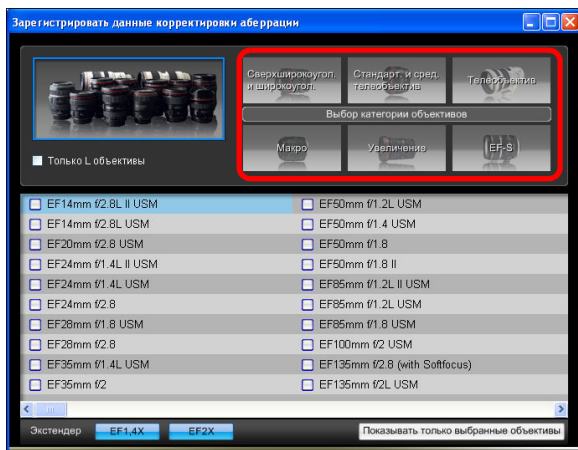 Зарегистрировать данные корректировки аберрации
Сверхширокоугол. и широкоугол.
Стандарт. и сред. телеобъектив
Телеобъектив
Выбор категории объективов
Макро
Увеличение
EF-S
Только L объективы
EF14mm f/2.8L II USM
EF14mm f/2.8L USM
EF20mm f/2.8 USM
EF24mm f/1.4L II USM
EF24mm f/1.4L USM
EF24mm f/2.8
EF28mm f/1.8 USM
EF28mm f/2.8
EF35mm f/1.4L USM
EF35mm f/2
EF50mm f/1.2L USM
EF50mm f/1.4 USM
EF50mm f/1.8
EF50mm f/1.8 II
EF85mm f/1.2L II USM
EF85mm f/1.2L USM
EF85mm f/1.8 USM
EF100mm f/2 USM
EF135mm f/2.8 (with Softfocus)
EF135mm f/2L USM
Экстендер
EF1,4X
EF2X
Показывать только выбранные объективы